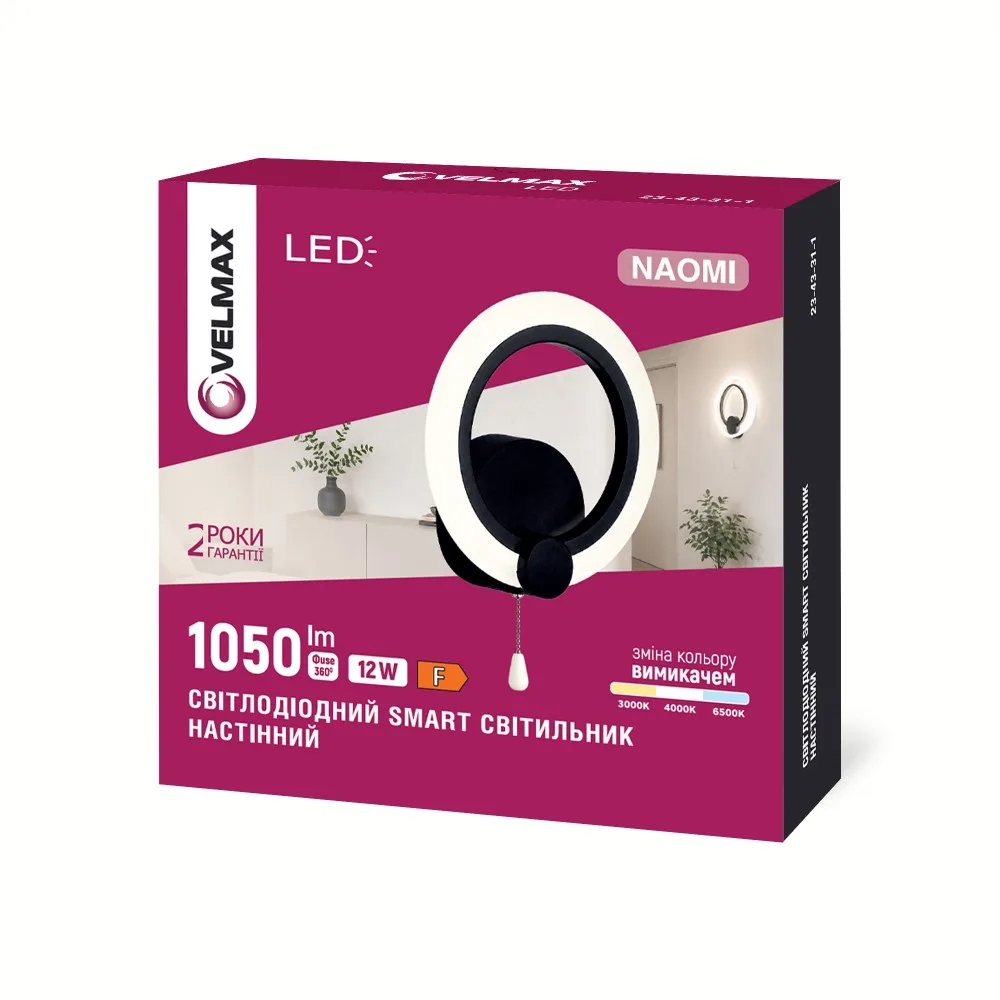 VELMAX
LED
23-43-31-1
VELMAX
LED
NAOMI
2 РОКИ
ГАРАНТІЇ
1050 lm
Фuse
360°
12W
F
СВІТЛОДІОДНИЙ SMART СВІТИЛЬНИК
НАСТІННИЙ
зміна кольору
вимикачем
3000K 4000K 6500K
23-43-31-1
СВІТЛОДІОДНИЙ SMART СВІТИЛЬНИК
НАСТІННИЙ